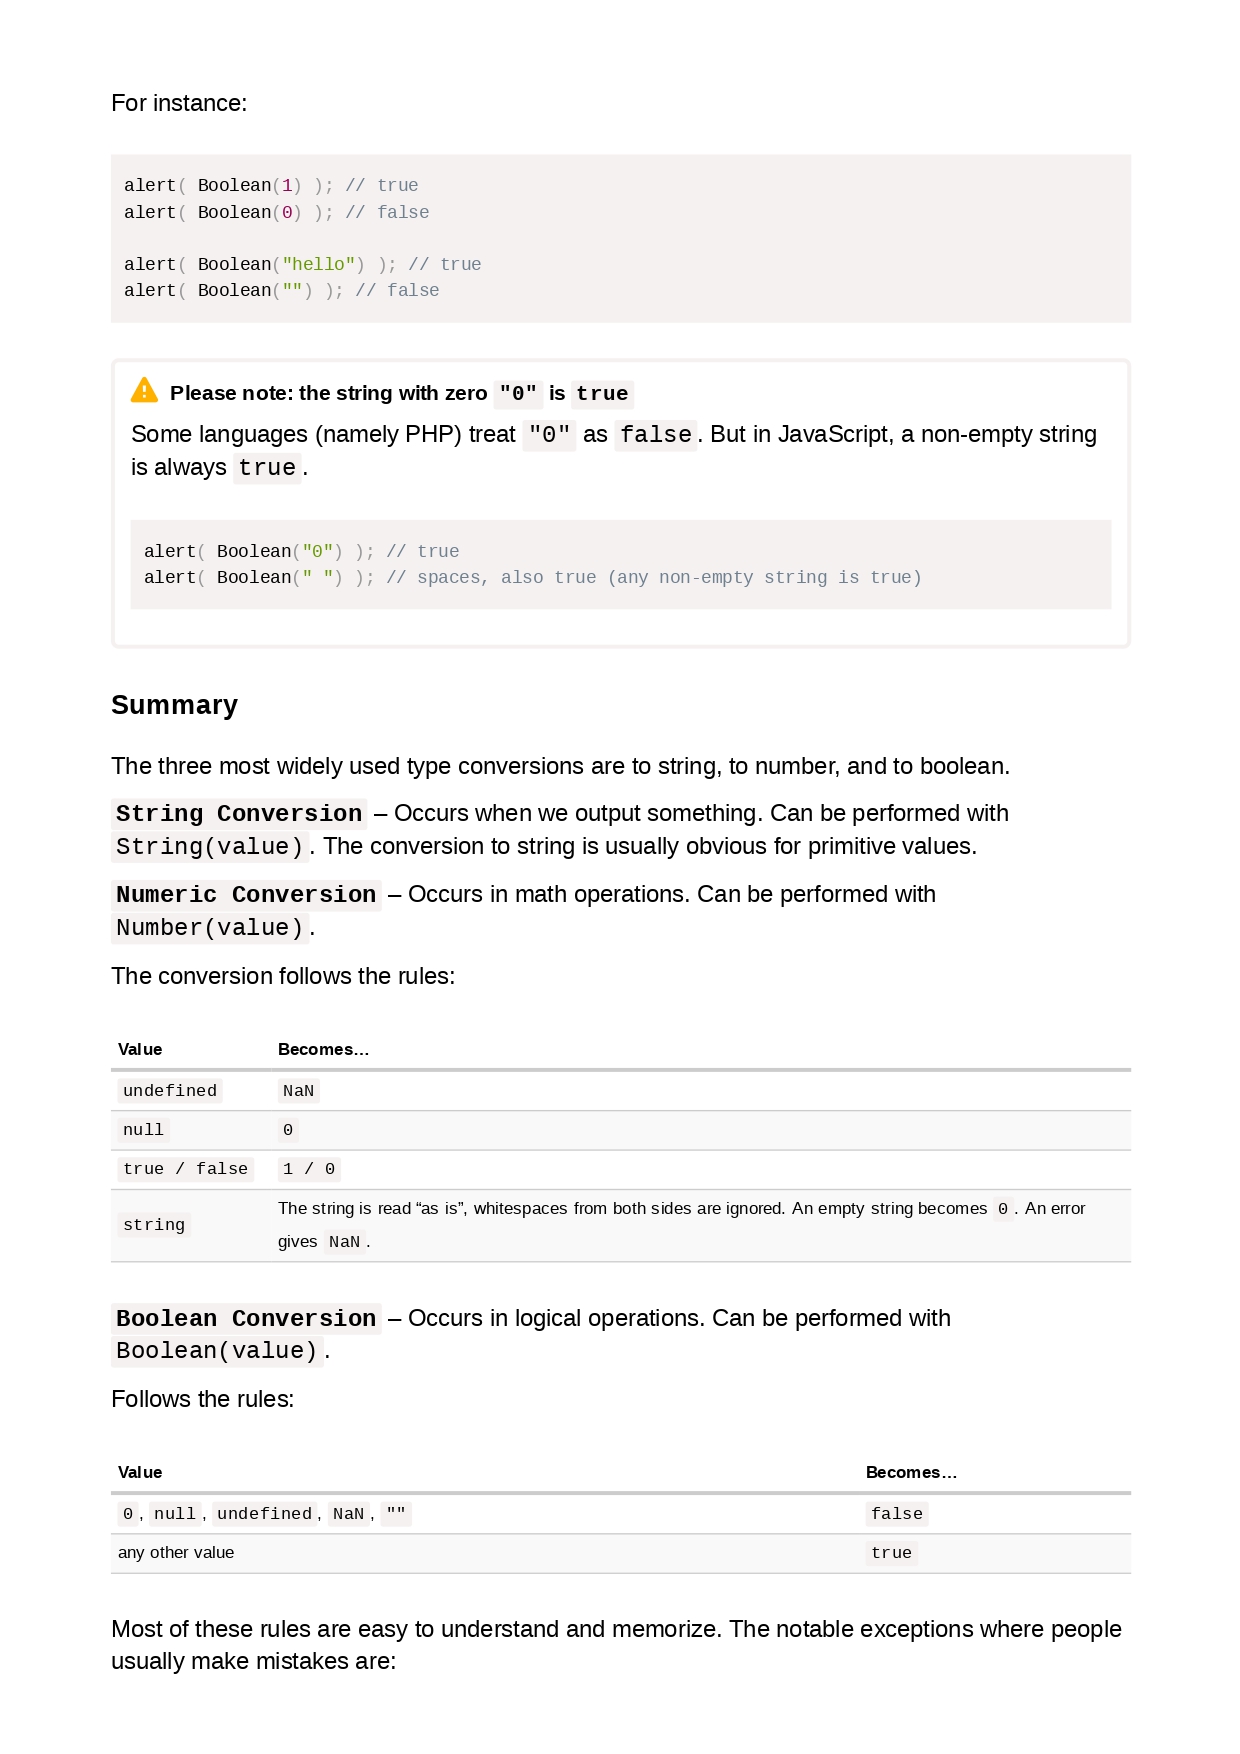 For instance:
alert( Boolean(1) ); // true
alert( Boolean(0) ); // false
alert( Boolean("hello") ); // true
alert( Boolean("") ); // false
Please note: the string with zero "0" is true
Some languages (namely PHP) treat "0" as false. But in JavaScript, a non-empty string
is always true.
alert( Boolean("0") ); // true
alert( Boolean(" ") ); // spaces, also true (any non-empty string is true)
Summary
The three most widely used type conversions are to string, to number, and to boolean.
String Conversion – Occurs when we output something. Can be performed with
String(value). The conversion to string is usually obvious for primitive values.
Numeric Conversion – Occurs in math operations. Can be performed with
Number(value).
The conversion follows the rules:
Value Becomes…
undefined NaN
null 0
true / false 1 / 0
string The string is read “as is”, whitespaces from both sides are ignored. An empty string becomes 0. An error
gives NaN.
Boolean Conversion – Occurs in logical operations. Can be performed with
Boolean(value).
Follows the rules:
Value Becomes…
0, null, undefined, NaN, "" false
any other value true
Most of these rules are easy to understand and memorize. The notable exceptions where people
usually make mistakes are: